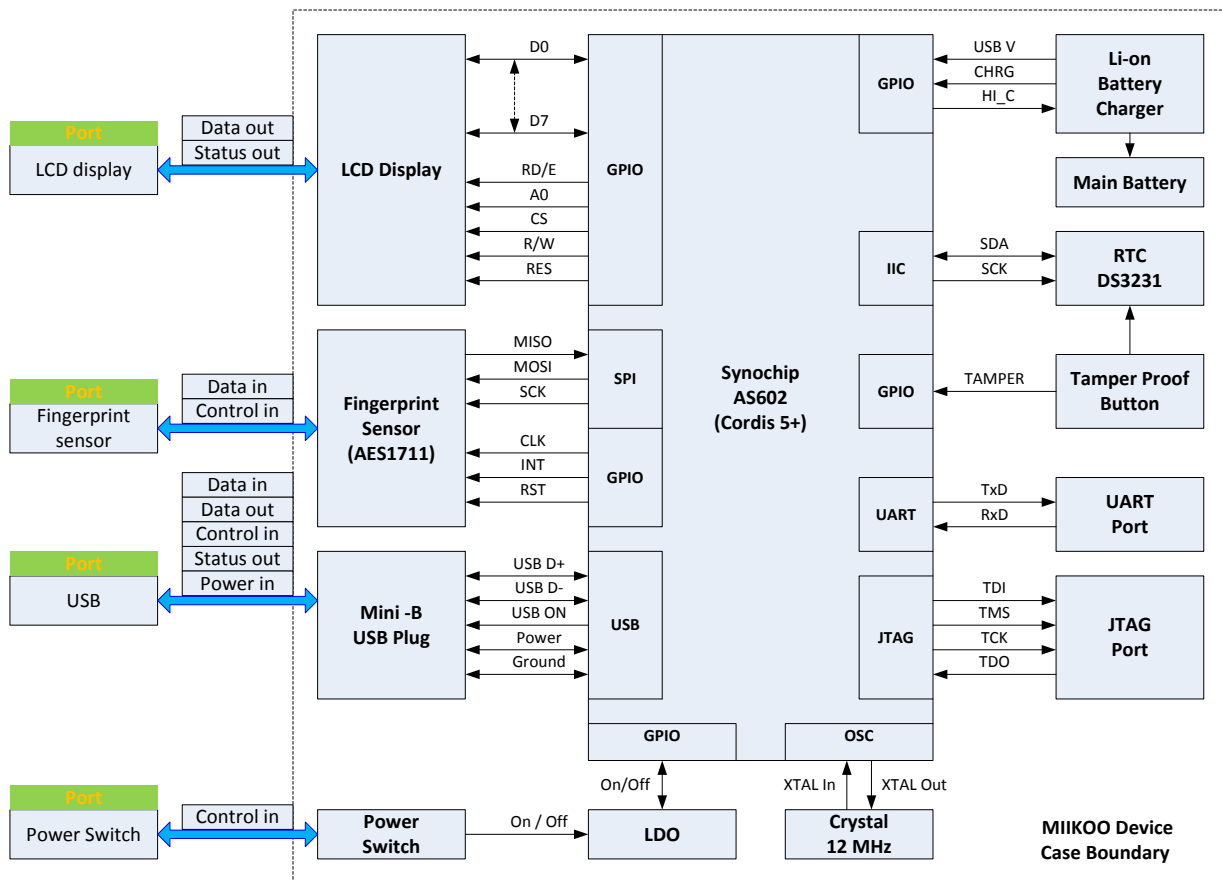 Port
LCD display
Data out
Status out
LCD Display
D0
D7
RD/E
A0
CS
R/W
RES
GPIO
Port
Fingerprint
sensor
Data in
Control in
Fingerprint
Sensor
(AES1711)
MISO
MOSI
SCK
SPI
CLK
INT
RST
GPIO
Port
USB
Data in
Data out
Control in
Status out
Power in
Mini -B
USB Plug
USB D+
USB D-
USB ON
Power
Ground
USB
Port
Power Switch
Control in
Power
Switch
On / Off
LDO
On/Off
GPIO
Synochip
AS602
(Cordis 5+)
OSC
XTAL In
XTAL Out
Crystal
12 MHz
GPIO
USB V
CHRG
HI_C
Li-on
Battery
Charger
Main Battery
IIC
SDA
SCK
RTC
DS3231
GPIO
TAMPER
Tamper Proof
Button
UART
TxD
RxD
UART
Port
JTAG
TDI
TMS
TCK
TDO
JTAG
Port
MIIKOO Device
Case Boundary